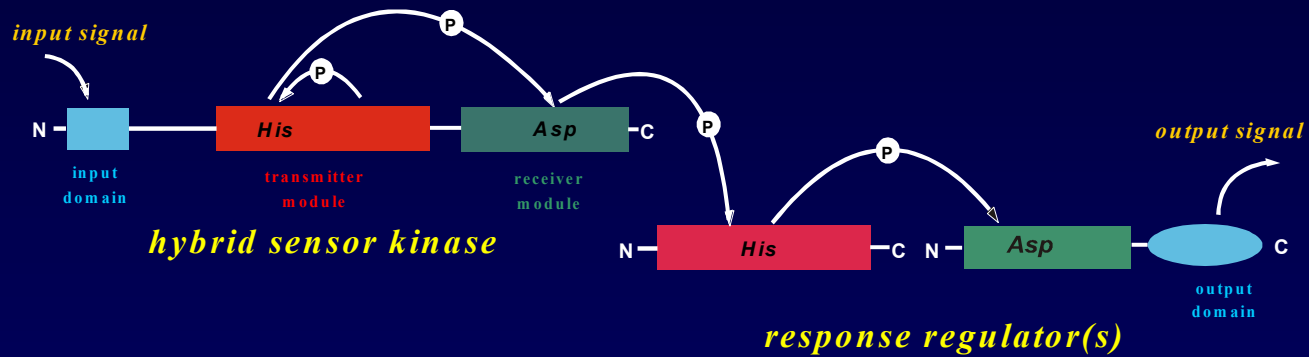 input signal
P
P
N
His
Asp
C
input
domain
transmitter
module
receiver
module
hybrid sensor kinase
P
P
output signal
N
His
C
N
Asp
C
output
domain
response regulator(s)